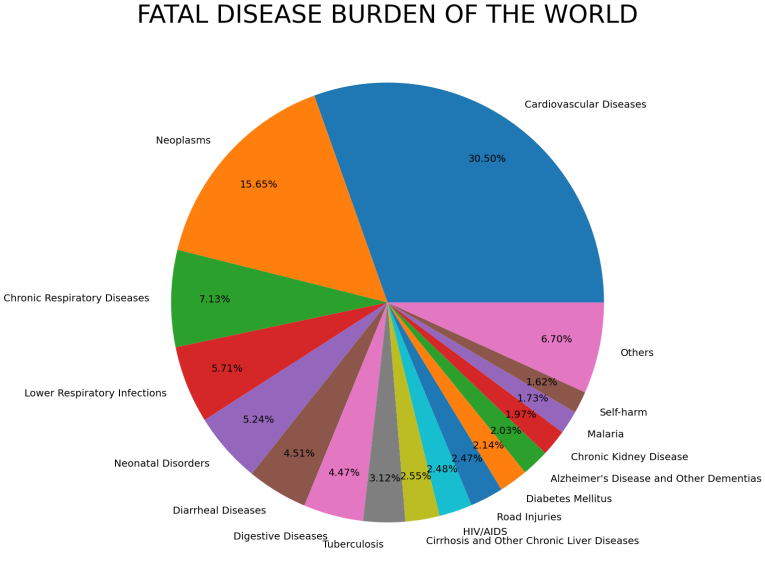 FATAL DISEASE BURDEN OF THE WORLD
Cardiovascular Diseases
30.50%
Neoplasms
15.65%
Chronic Respiratory Diseases
7.13%
Lower Respiratory Infections
5.71%
Neonatal Disorders
5.24%
Diarrheal Diseases
4.51%
Digestive Diseases
4.47%
Tuberculosis
3.12%
Cirrhosis and Other Chronic Liver Diseases
2.55%
HIV/AIDS
2.48%
Road Injuries
2.47%
Diabetes Mellitus
2.14%
Alzheimer's Disease and Other Dementias
2.03%
Chronic Kidney Disease
1.97%
Malaria
1.73%
Self-harm
1.62%
Others
6.70%